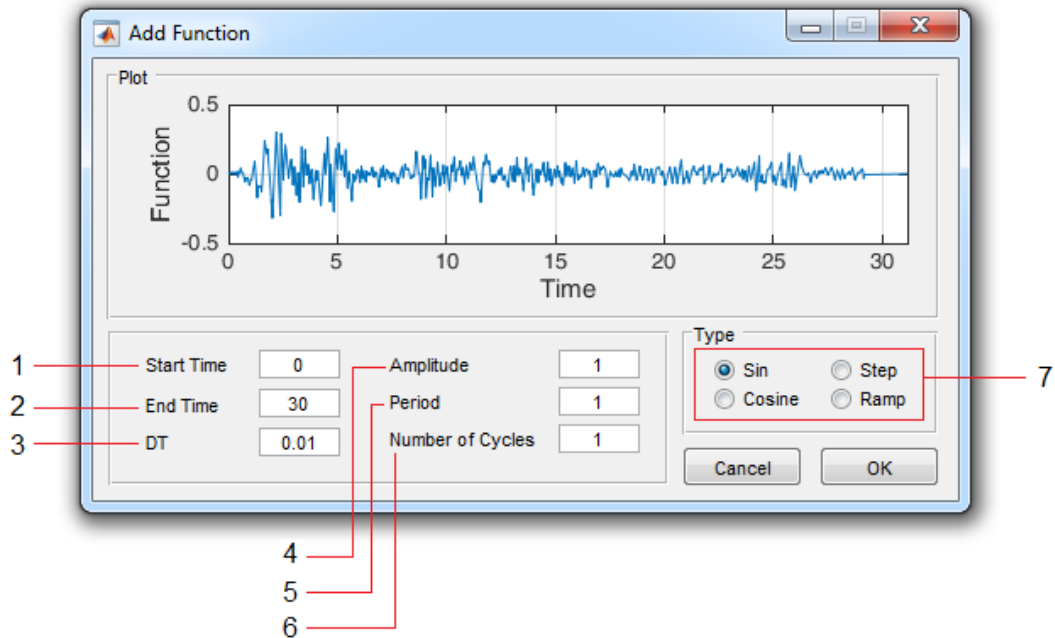 Add Function
Plot
0.5
0
-0.5
Function
0 5 10 15 20 25 30
Time
1 Start Time 0
2 End Time 30
3 DT 0.01
Amplitude 1
Period 1
Number of Cycles 1
Type
Sin Step
Cosine Ramp
7
Cancel OK
4
5
6